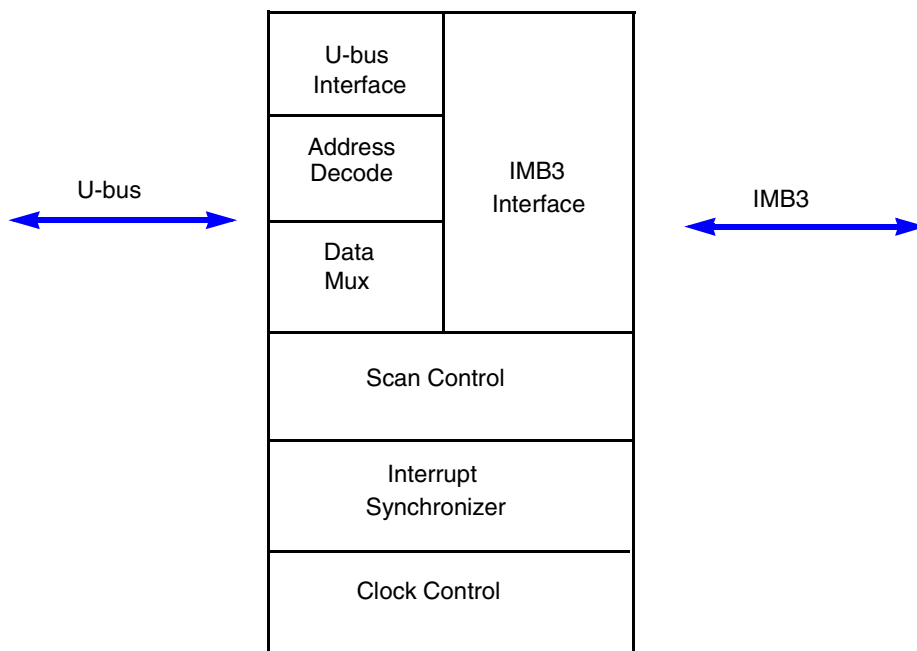 U-bus
Interface
Address
Decode
Data
Mux
IMB3
Interface
U-bus
IMB3
Scan Control
Interrupt
Synchronizer
Clock Control